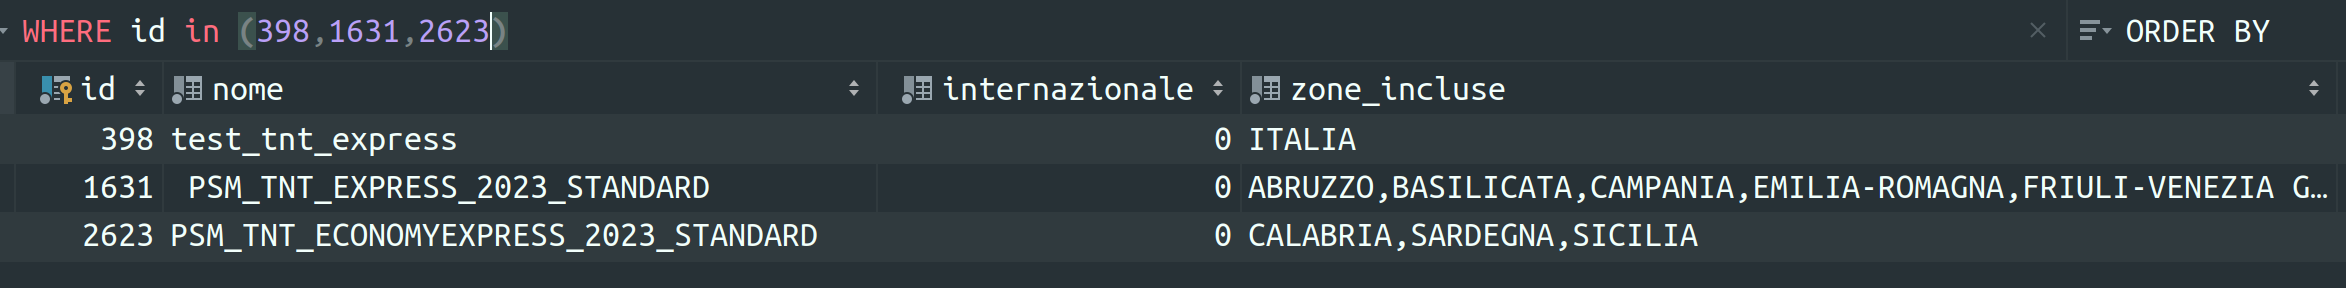 WHERE id in (398,1631,2623) ORDER BY
id nome internazionale zone_incluse
398 test_tnt_express 0 ITALIA
1631 PSM_TNT_EXPRESS_2023_STANDARD 0 ABRUZZO,BASILICATA,CAMPANIA,EMILIA-ROMAGNA,FRIULI-VENEZIA G…
2623 PSM_TNT_ECONOMYEXPRESS_2023_STANDARD 0 CALABRIA,SARDEGNA,SICILIA